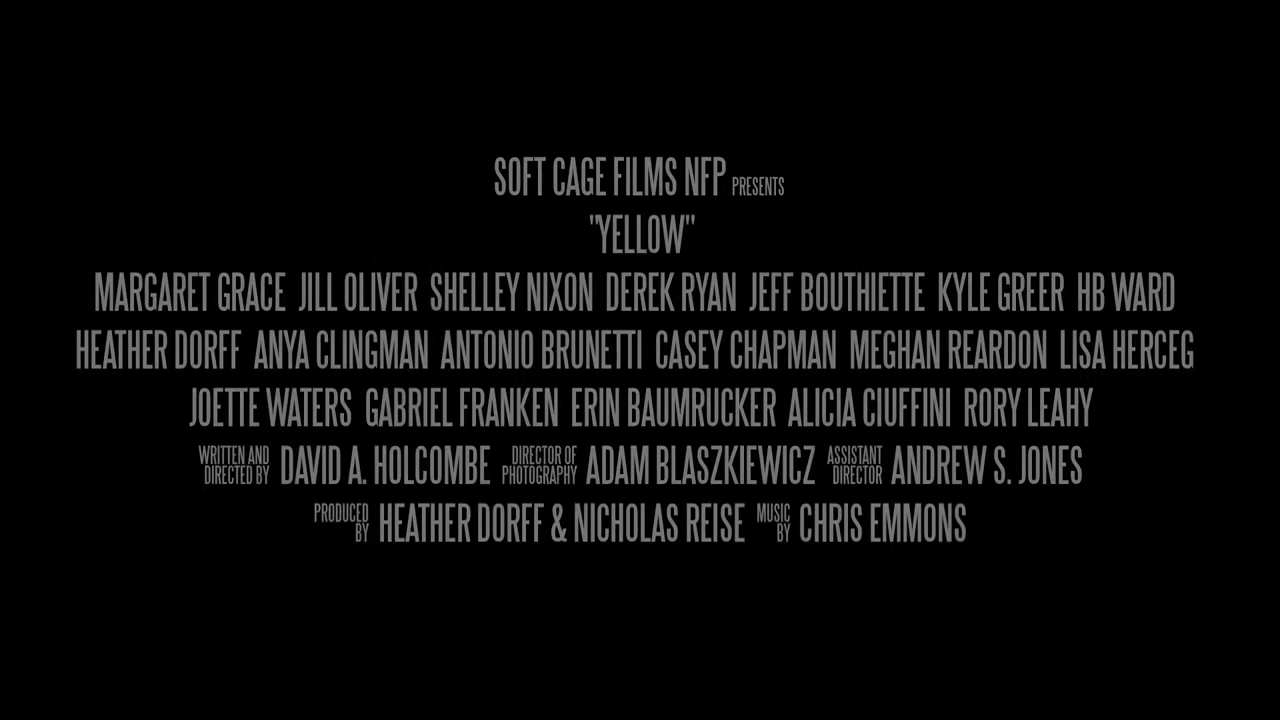 SOFT CAGE FILMS NFP PRESENTS
"YELLOW"
MARGARET GRACE JILL OLIVER SHELLEY NIXON DEREK RYAN JEFF BOUTHIETTE KYLE GREER HB WARD
HEATHER DORFF ANYA CLINGMAN ANTONIO BRUNETTI CASEY CHAPMAN MEGHAN REARDON LISA HERCEG
JOETTE WATERS GABRIEL FRANKEN ERIN BAUMRUCKER ALICIA CIUFFINI RORY LEAHY
WRITTEN AND DIRECTED BY DAVID A. HOLCOMBE DIRECTOR OF PHOTOGRAPHY ADAM BLASZKIEWICZ ASSISTANT DIRECTOR ANDREW S. JONES
PRODUCED BY HEATHER DORFF & NICHOLAS REISE MUSIC BY CHRIS EMMONS